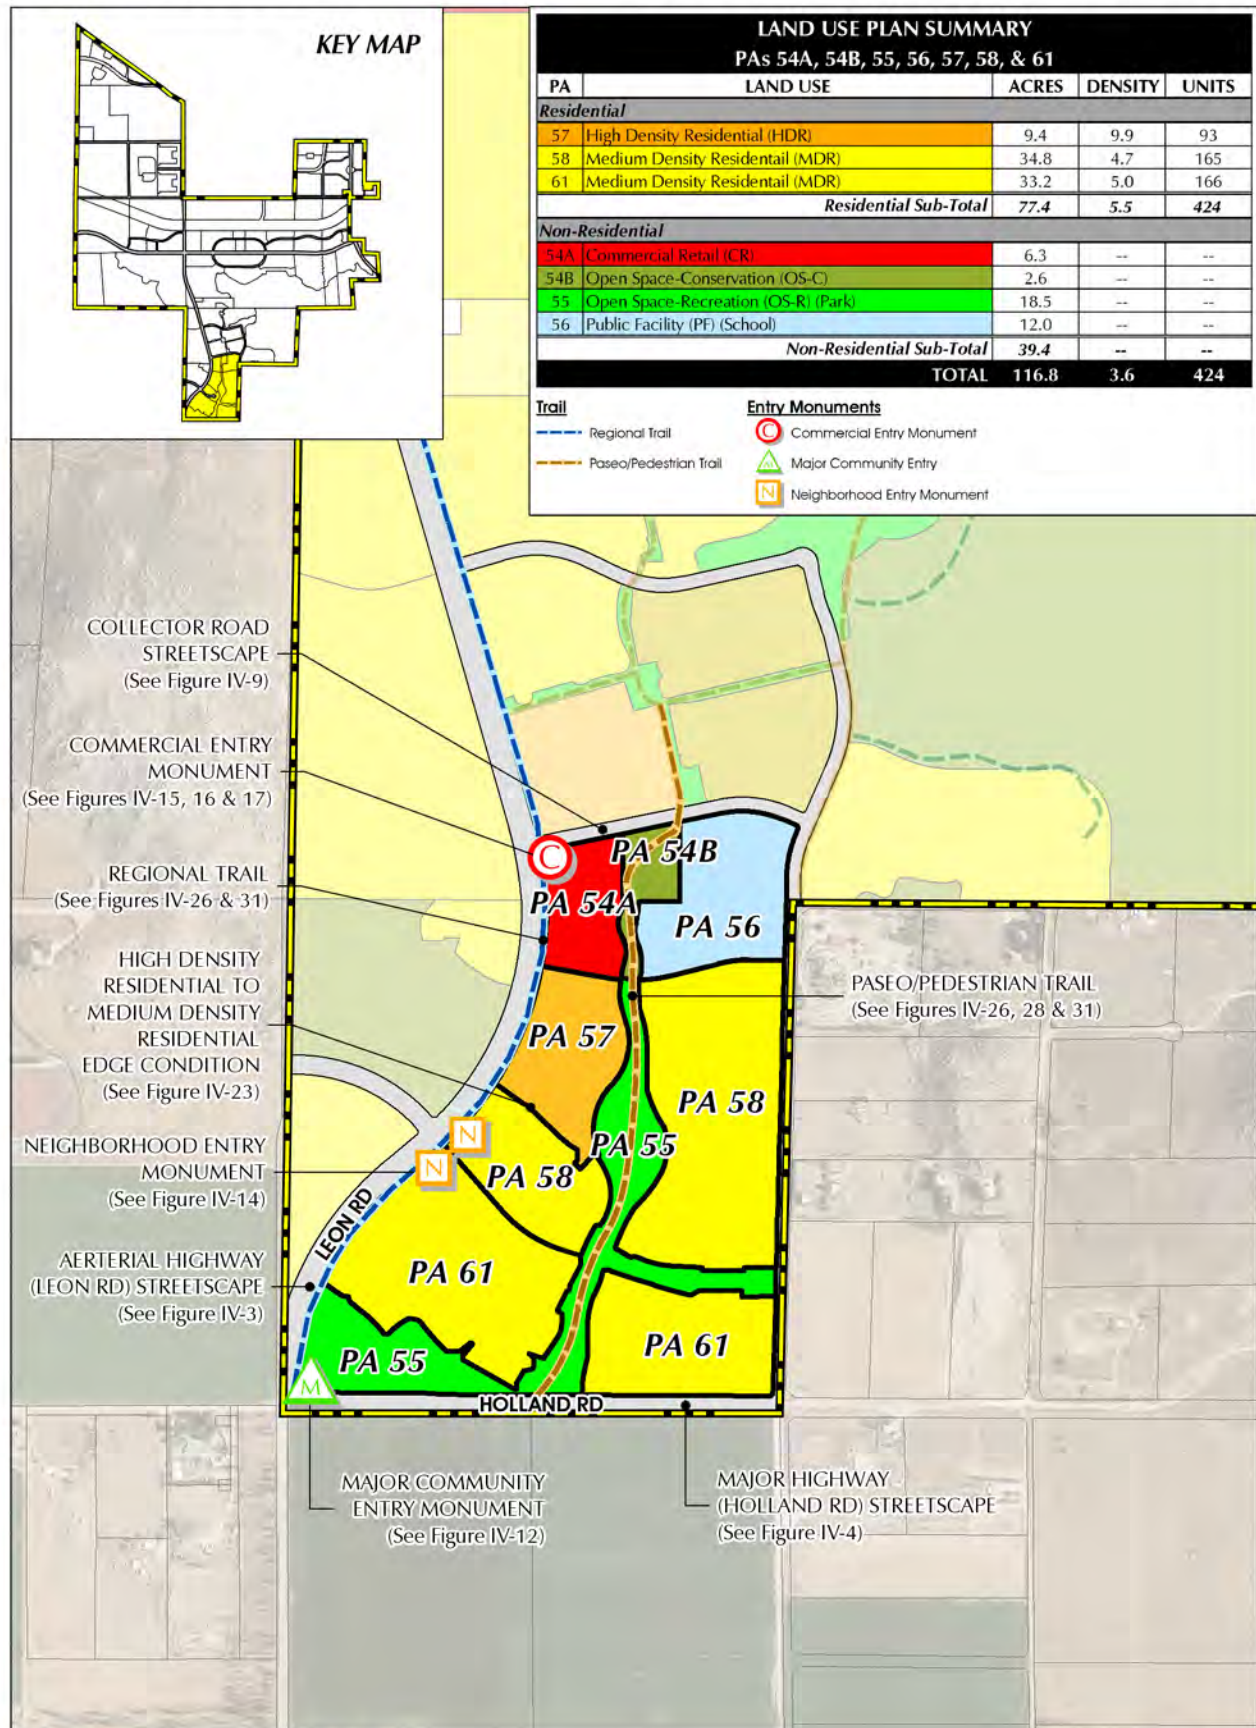 KEY MAP
LAND USE PLAN SUMMARY
PAs 54A, 54B, 55, 56, 57, 58, & 61
PA LAND USE ACRES DENSITY UNITS
Residential
57 High Density Residential (HDR) 9.4 9.9 93
58 Medium Density Residentail (MDR) 34.8 4.7 165
61 Medium Density Residentail (MDR) 33.2 5.0 166
Residential Sub-Total 77.4 5.5 424
Non-Residential
54A Commercial Retail (CR) 6.3 -- --
54B Open Space-Conservation (OS-C) 2.6 -- --
55 Open Space-Recreation (OS-R) (Park) 18.5 -- --
56 Public Facility (PF) (School) 12.0 -- --
Non-Residential Sub-Total 39.4 -- --
TOTAL 116.8 3.6 424
Trail
Regional Trail
Paseo/Pedestrian Trail
Entry Monuments
C Commercial Entry Monument
M Major Community Entry
N Neighborhood Entry Monument
COLLECTOR ROAD
STREETSCAPE
(See Figure IV-9)
COMMERCIAL ENTRY
MONUMENT
(See Figures IV-15, 16 & 17)
REGIONAL TRAIL
(See Figures IV-26 & 31)
HIGH DENSITY
RESIDENTIAL TO
MEDIUM DENSITY
RESIDENTIAL
EDGE CONDITION
(See Figure IV-23)
NEIGHBORHOOD ENTRY
MONUMENT
(See Figure IV-14)
AERTERIAL HIGHWAY
(LEON RD) STREETSCAPE
(See Figure IV-3)
C
PA 54B
PA 54A
PA 56
PASEO/PEDESTRIAN TRAIL
(See Figures IV-26, 28 & 31)
PA 57
PA 58
PA 55
N
N
PA 58
LEON RD
PA 61
PA 61
PA 55
M
HOLLAND RD
MAJOR COMMUNITY
ENTRY MONUMENT
(See Figure IV-12)
MAJOR HIGHWAY
(HOLLAND RD) STREETSCAPE
(See Figure IV-4)